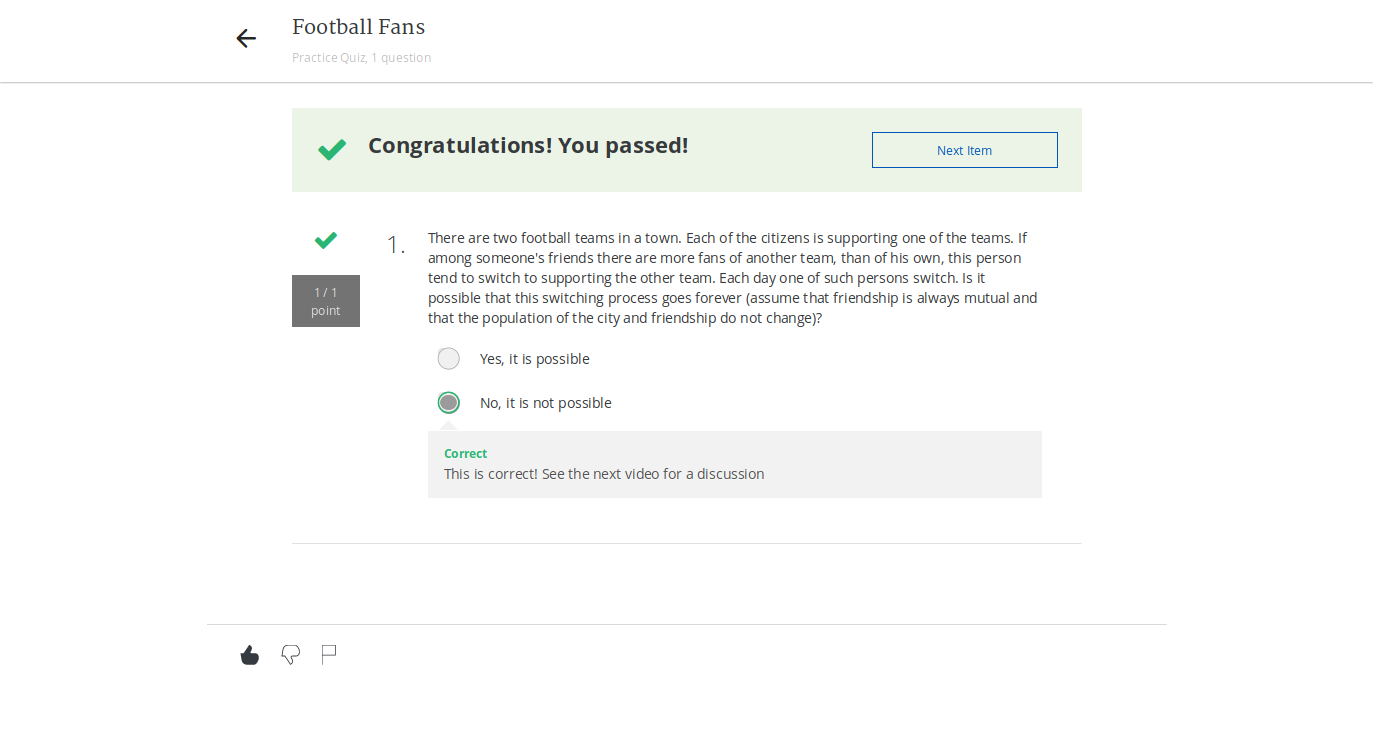 Football Fans
Practice Quiz, 1 question
Congratulations! You passed!
Next Item
1 / 1
point
1.
There are two football teams in a town. Each of the citizens is supporting one of the teams. If
among someone's friends there are more fans of another team, than of his own, this person
tend to switch to supporting the other team. Each day one of such persons switch. Is it
possible that this switching process goes forever (assume that friendship is always mutual and
that the population of the city and friendship do not change)?
Yes, it is possible
No, it is not possible
Correct
This is correct! See the next video for a discussion